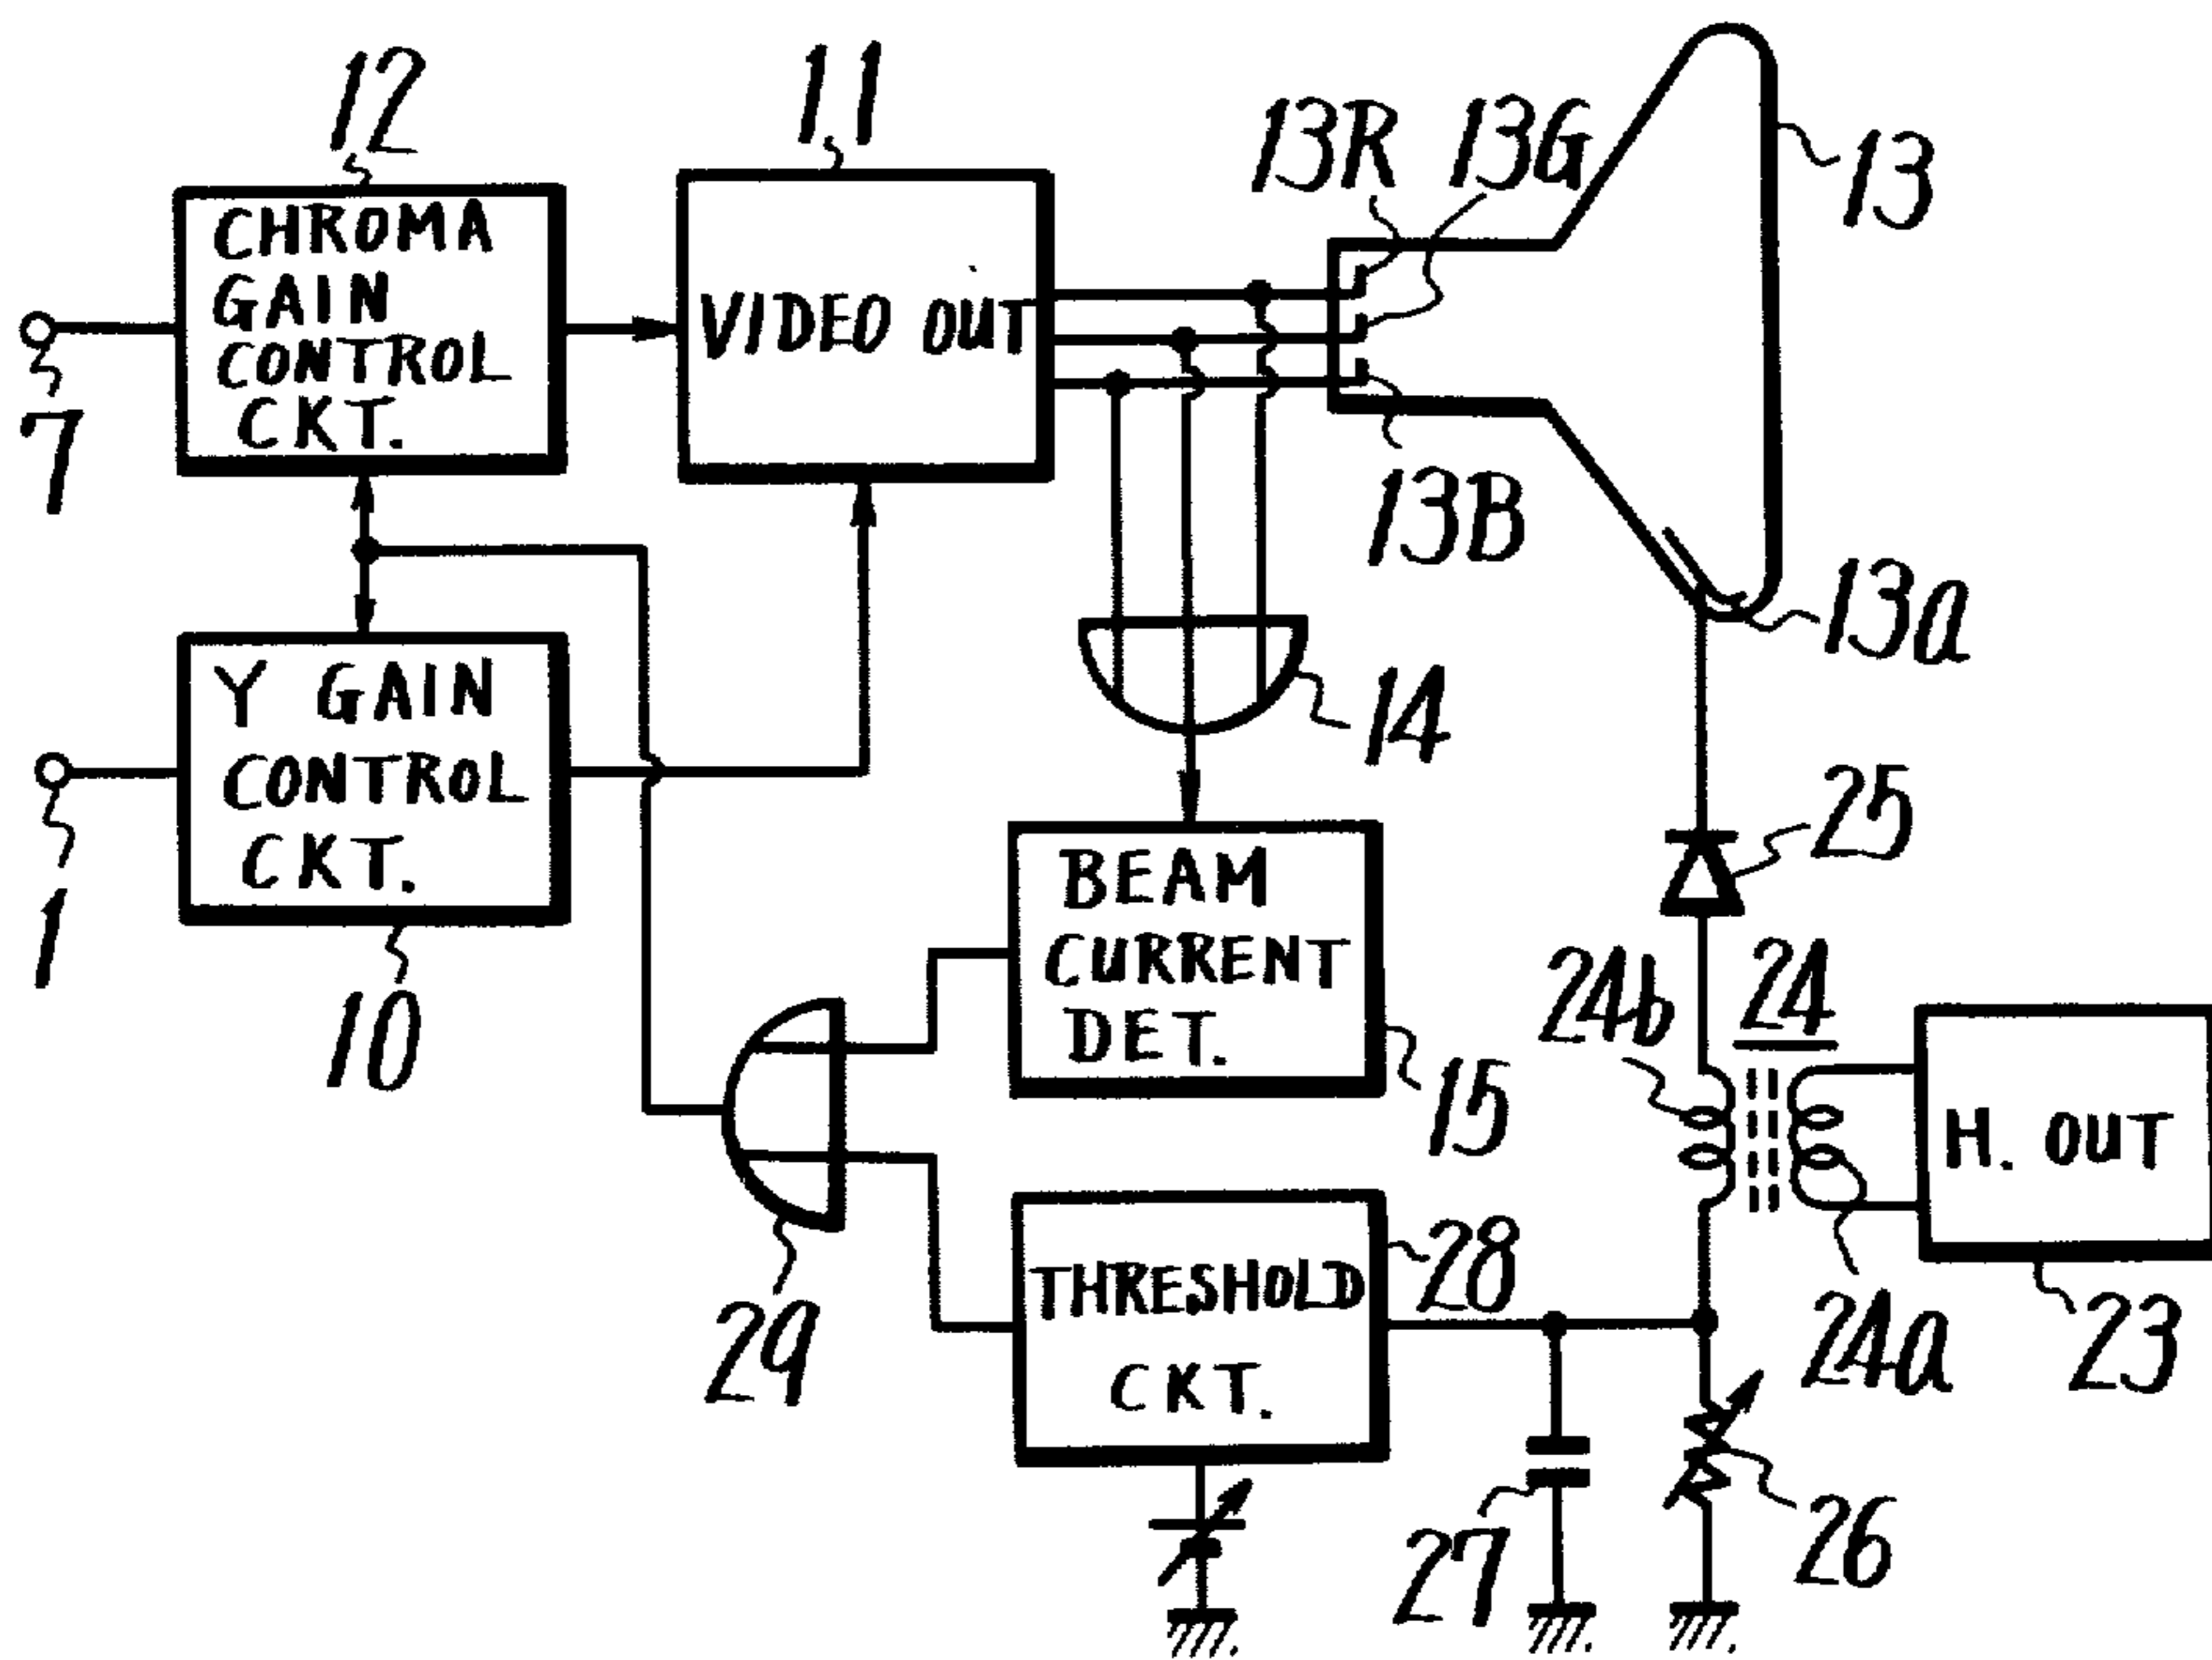 12
11
13R
13G
13
CHROMA
GAIN
CONTROL
CKT.
VIDEO OUT
7
13B
13a
Y GAIN
CONTROL
CKT.
14
1
10
25
BEAM
CURRENT
DET.
15
24b
24
H. OUT
29
THRESHOLD
CKT.
28
24a
23
27
26